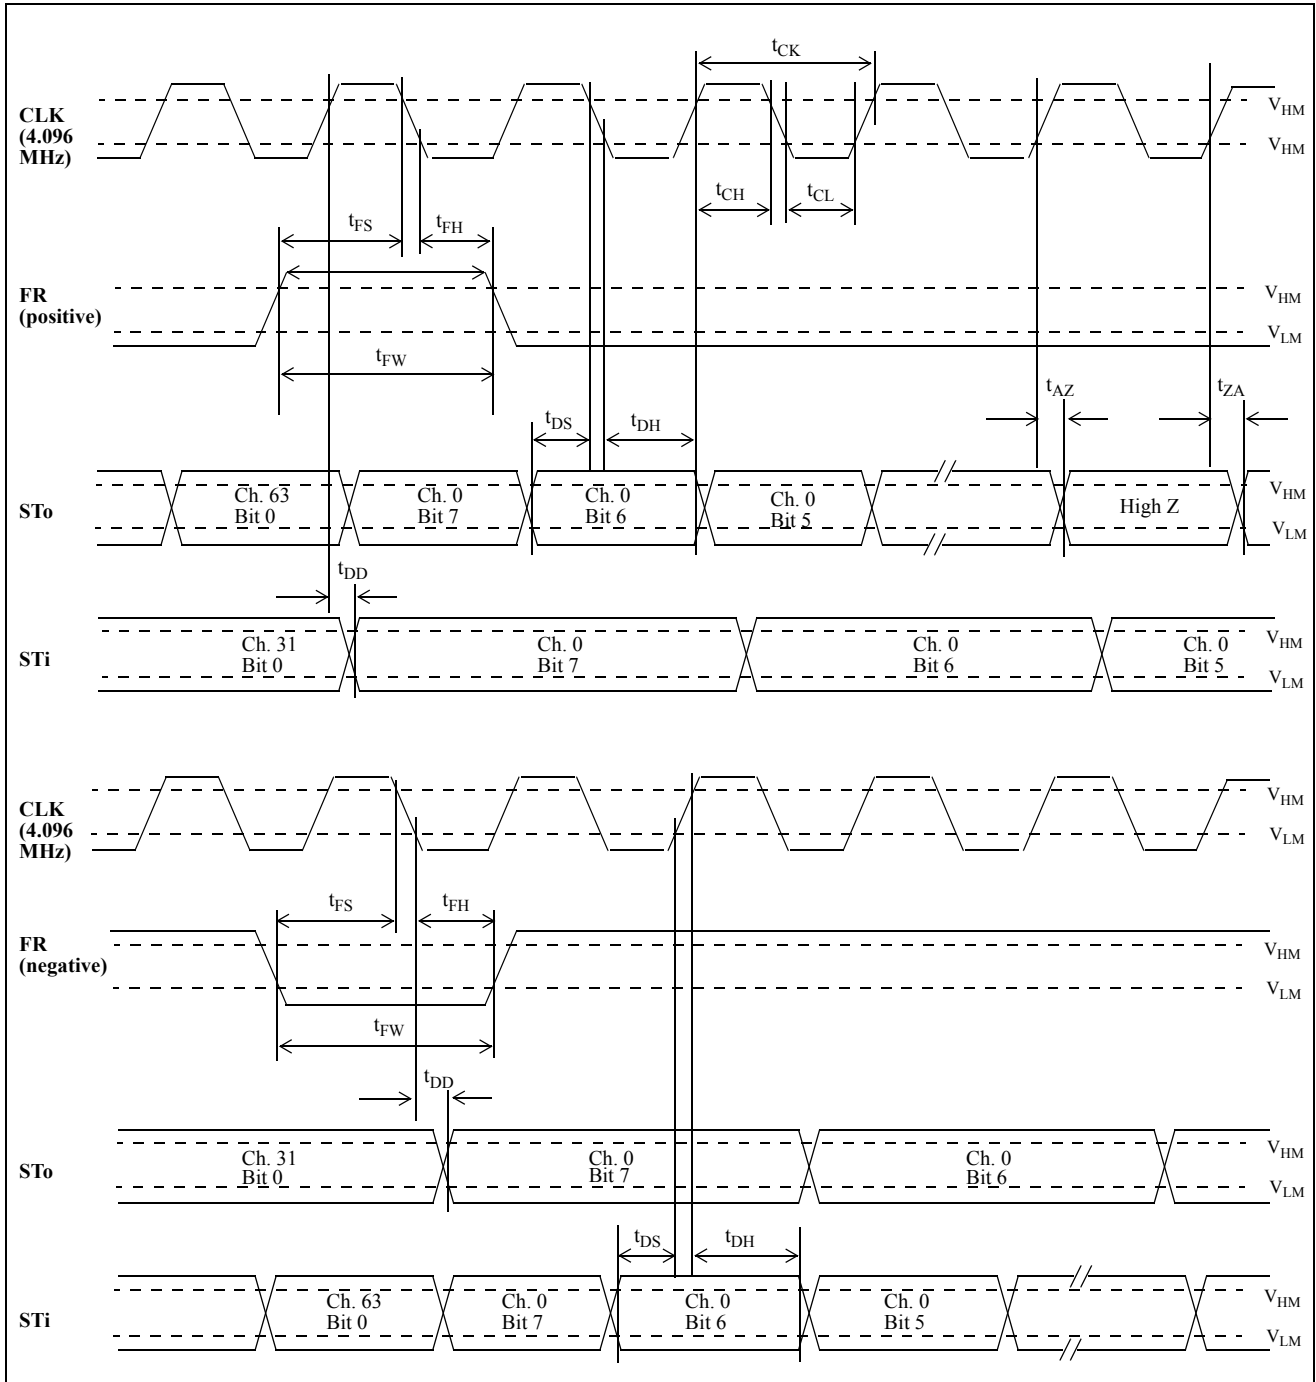 tCK
CLK
(4.096
MHz)
VHM
VHM
tCH
tCL
tFS
tFH
FR
(positive)
VHM
VLM
tFW
tAZ
tZA
tDS
tDH
STo
Ch. 63
Bit 0
Ch. 0
Bit 7
Ch. 0
Bit 6
Ch. 0
Bit 5
High Z
VHM
VLM
tDD
STi
Ch. 31
Bit 0
Ch. 0
Bit 7
Ch. 0
Bit 6
Ch. 0
Bit 5
VHM
VLM
CLK
(4.096
MHz)
VHM
VLM
tFS
tFH
FR
(negative)
VHM
VLM
tFW
tDD
STo
Ch. 31
Bit 0
Ch. 0
Bit 7
Ch. 0
Bit 6
VHM
VLM
tDS
tDH
STi
Ch. 63
Bit 0
Ch. 0
Bit 7
Ch. 0
Bit 6
Ch. 0
Bit 5
VHM
VLM